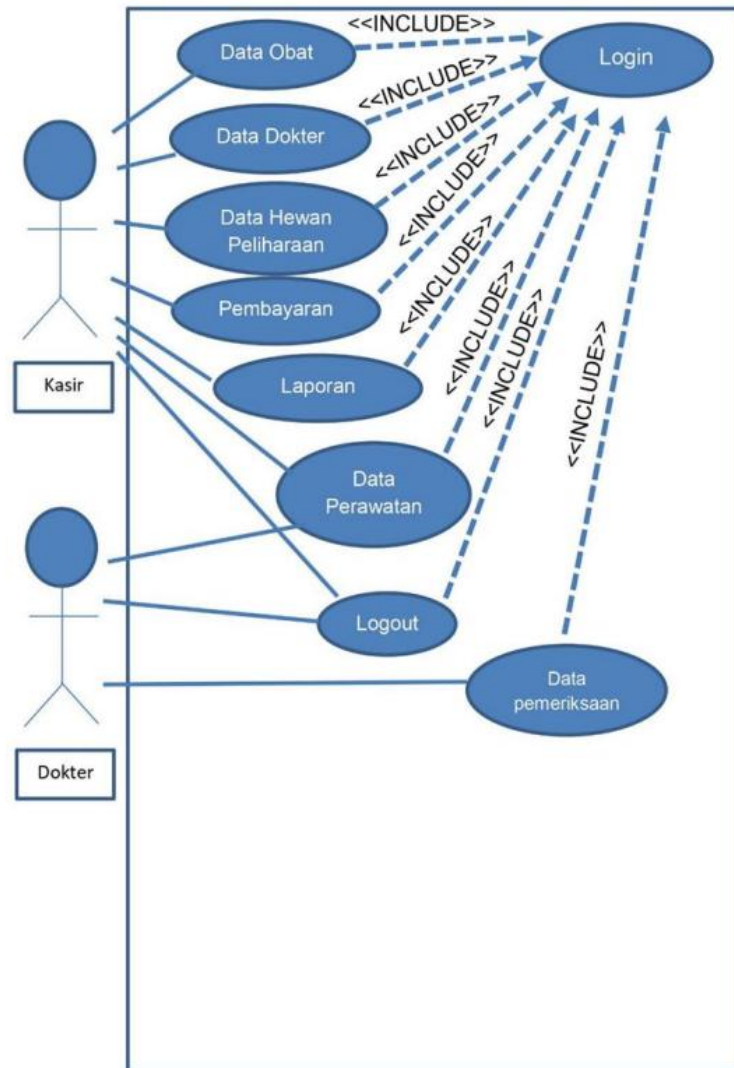 Data Obat
<<INCLUDE>>
Login
<<INCLUDE>>
Data Dokter
<<INCLUDE>>
Data Hewan
Peliharaan
<<INCLUDE>>
Pembayaran
<<INCLUDE>>
Laporan
<<INCLUDE>>
<<INCLUDE>>
<<INCLUDE>>
Kasir
Data
Perawatan
Logout
Data
pemeriksaan
Dokter